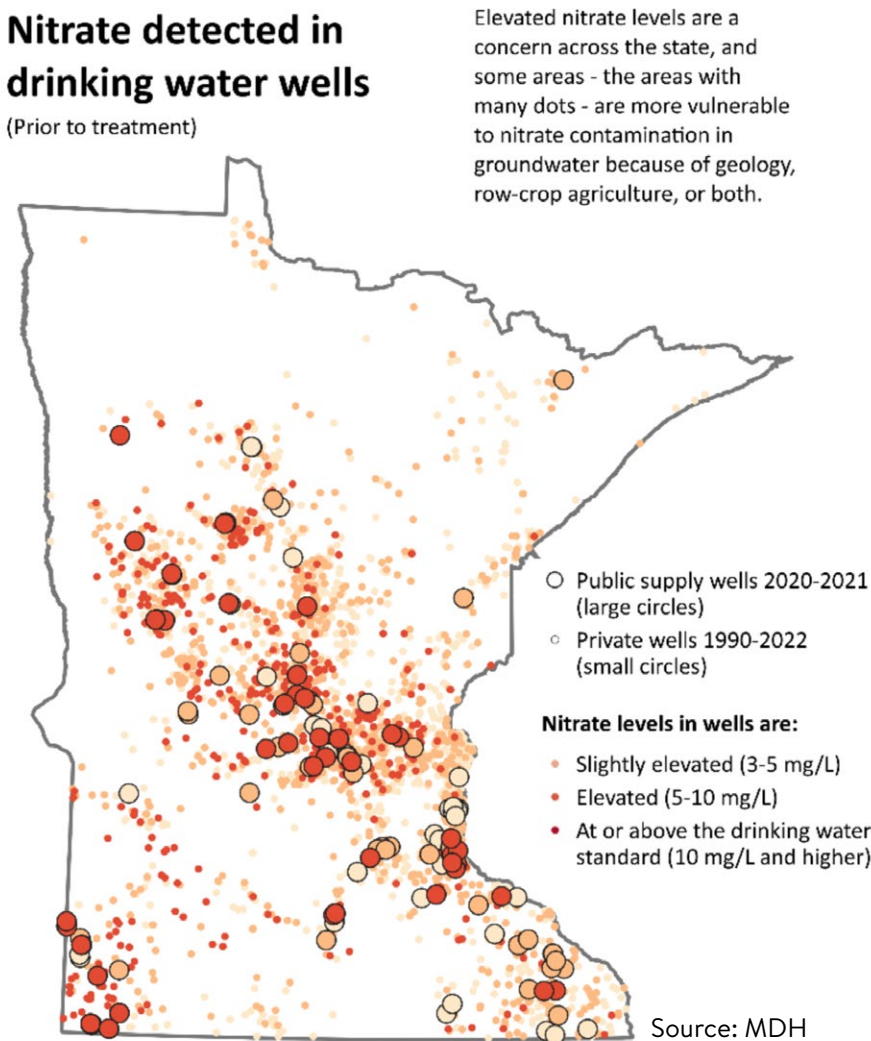 Nitrate detected in
drinking water wells
(Prior to treatment)
Elevated nitrate levels are a
concern across the state, and
some areas - the areas with
many dots - are more vulnerable
to nitrate contamination in
groundwater because of geology,
row-crop agriculture, or both.
Public supply wells 2020-2021
(large circles)
Private wells 1990-2022
(small circles)
Nitrate levels in wells are:
Slightly elevated (3-5 mg/L)
Elevated (5-10 mg/L)
At or above the drinking water
standard (10 mg/L and higher)
Source: MDH